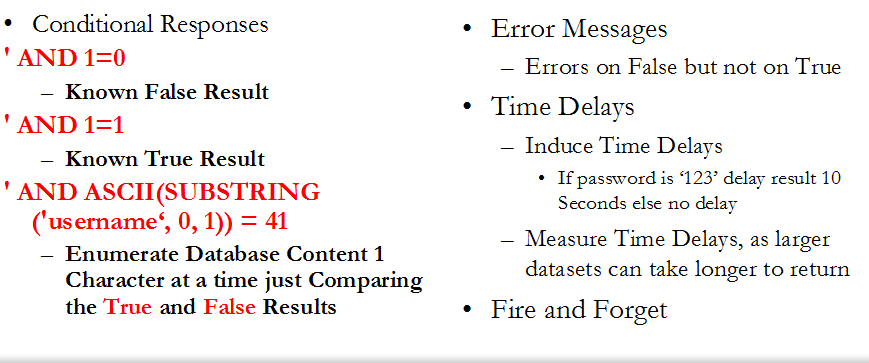 • Conditional Responses
' AND 1=0
– Known False Result
' AND 1=1
– Known True Result
' AND ASCII(SUBSTRING
('username‘, 0, 1)) = 41
– Enumerate Database Content 1
Character at a time just Comparing
the True and False Results
• Error Messages
– Errors on False but not on True
• Time Delays
– Induce Time Delays
• If password is ‘123’ delay result 10
Seconds else no delay
– Measure Time Delays, as larger
datasets can take longer to return
• Fire and Forget